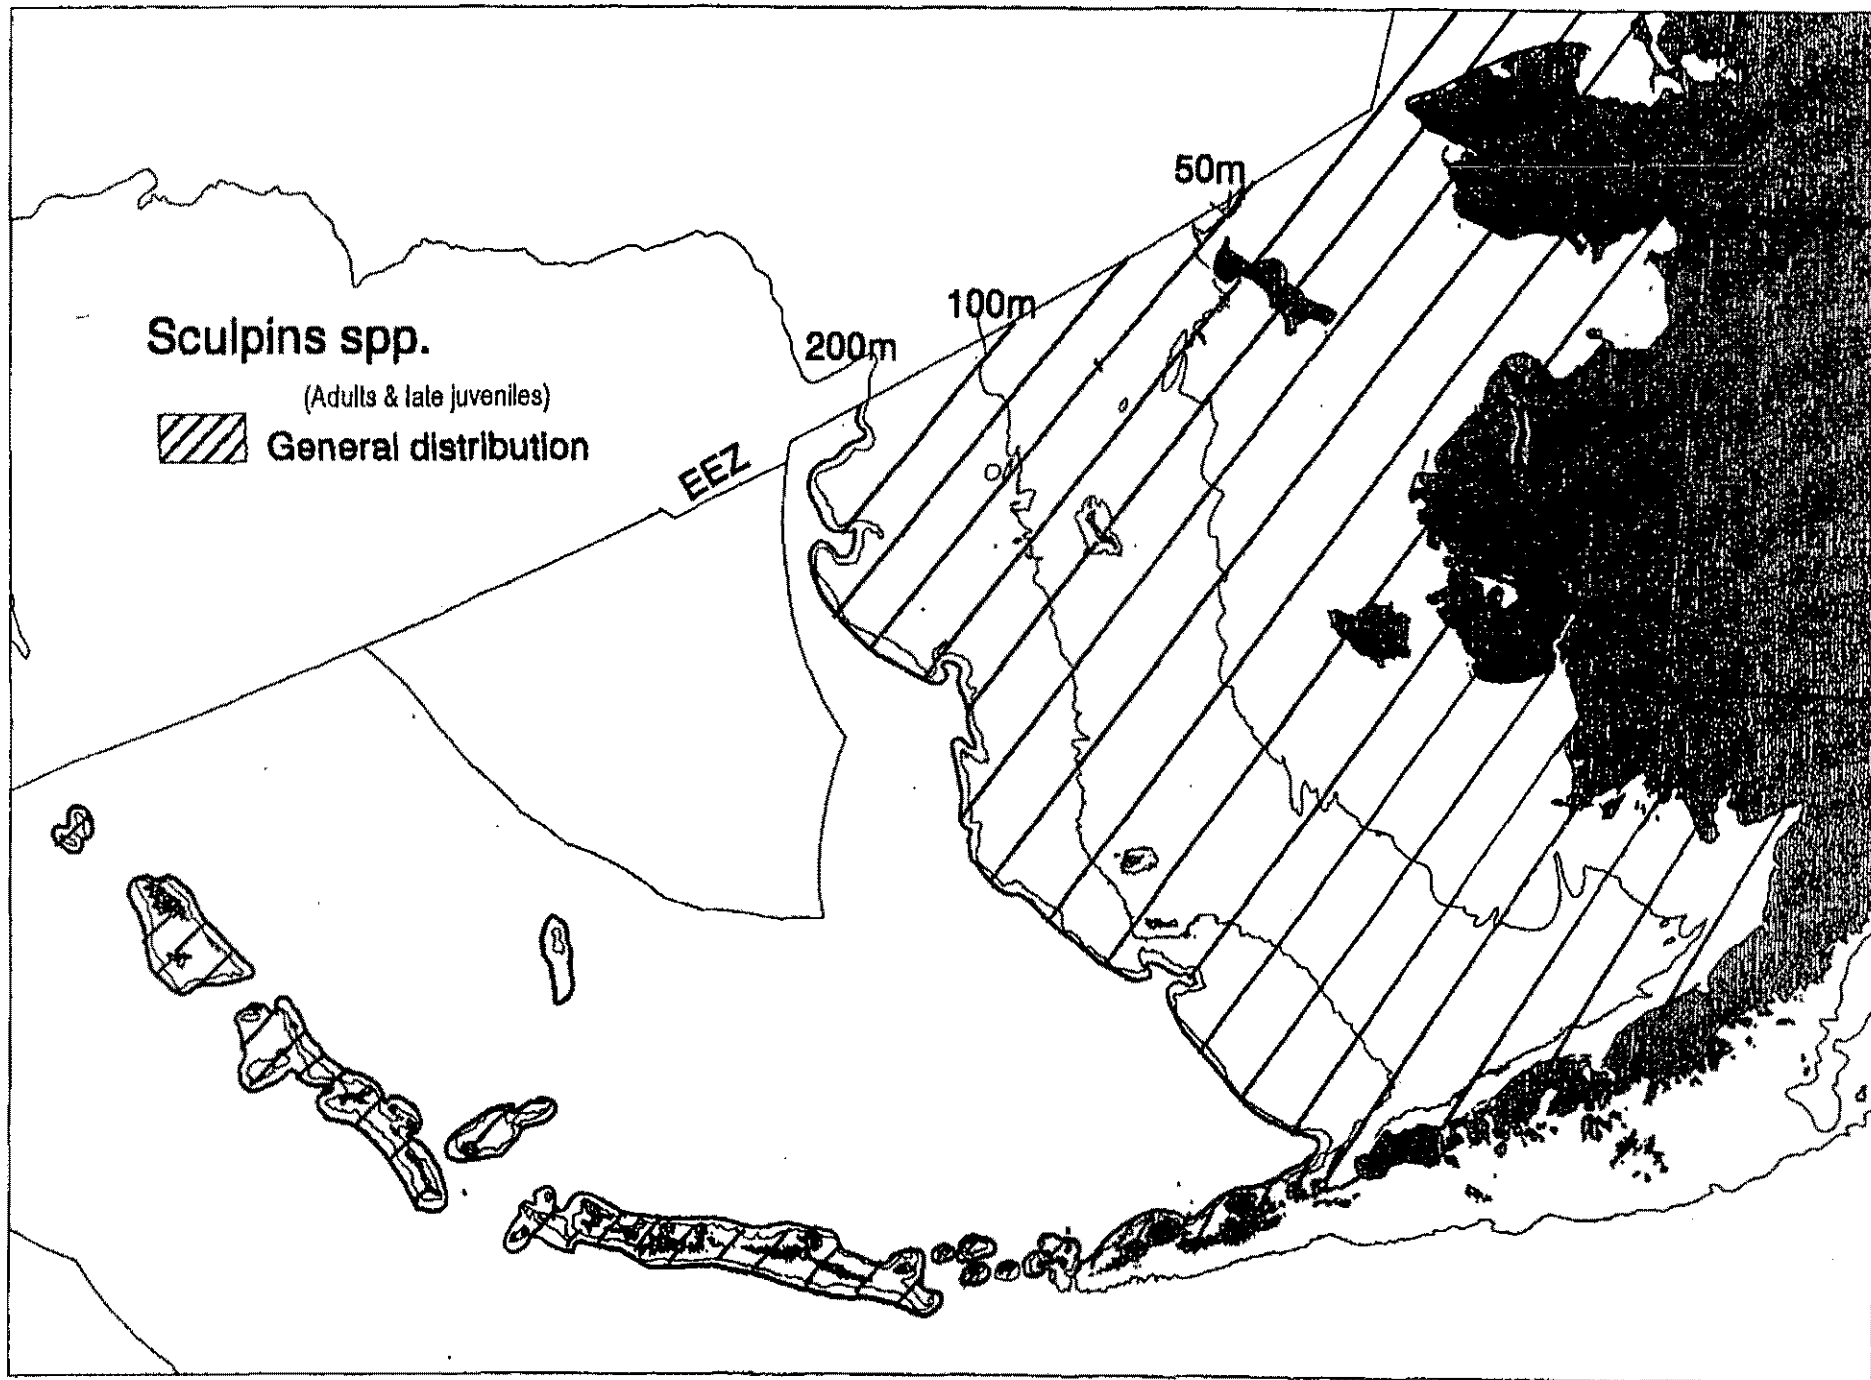 50m
100m
200m
Sculpins spp.
(Adults & late juveniles)
General distribution
EEZ